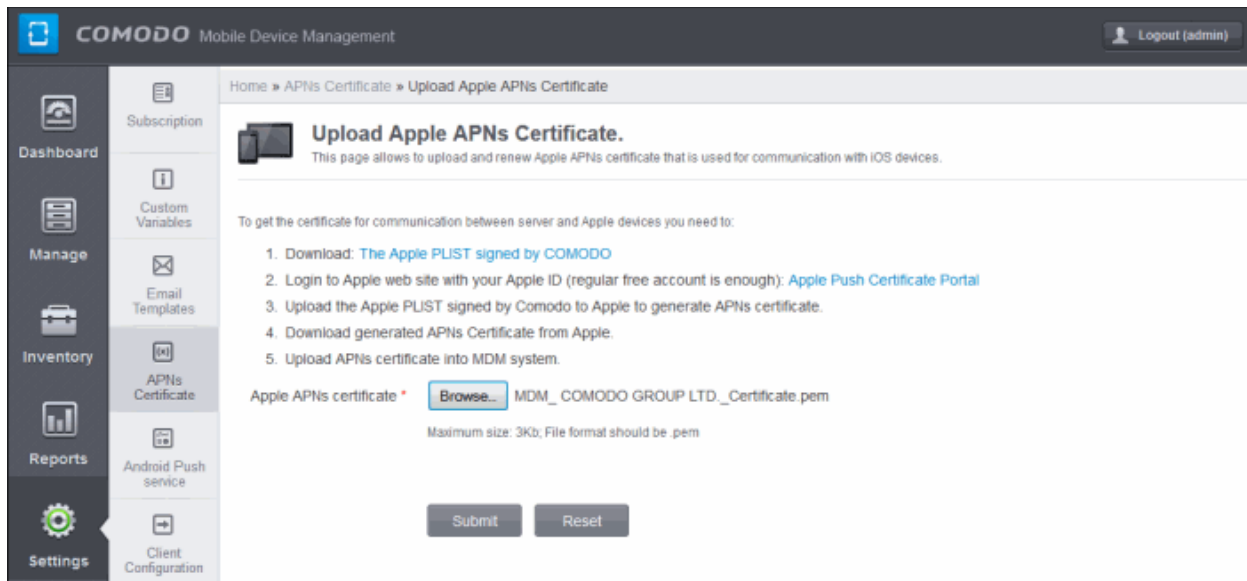 COMODO Mobile Device Management
Logout (admin)
Dashboard
Manage
Inventory
Reports
Settings
Subscription
Custom
Variables
Email
Templates
APNs
Certificate
Android Push
service
Client
Configuration
Home » APNs Certificate » Upload Apple APNs Certificate
Upload Apple APNs Certificate.
This page allows to upload and renew Apple APNs certificate that is used for communication with iOS devices.
To get the certificate for communication between server and Apple devices you need to:
1. Download: The Apple PLIST signed by COMODO
2. Login to Apple web site with your Apple ID (regular free account is enough): Apple Push Certificate Portal
3. Upload the Apple PLIST signed by Comodo to Apple to generate APNs certificate.
4. Download generated APNs Certificate from Apple.
5. Upload APNs certificate into MDM system.
Apple APNs certificate * Browse... MDM_ COMODO GROUP LTD._Certificate.pem
Maximum size: 3Kb; File format should be .pem
Submit Reset